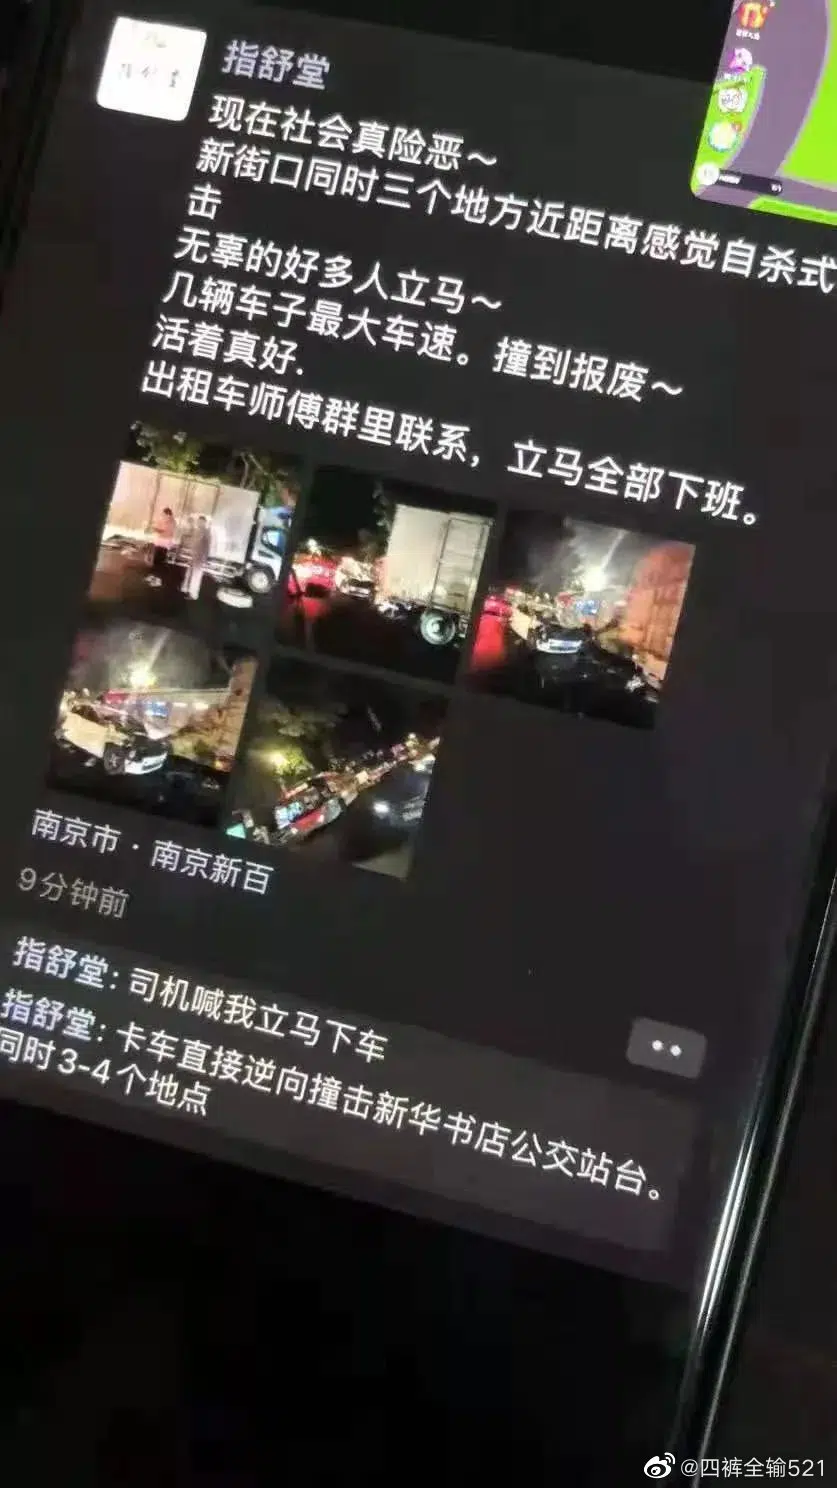 指舒堂
现在社会真险恶～
新街口同时三个地方近距离感觉自杀式
击
无辜的好多人立马～
几辆车子最大车速。撞到报废～
活着真好.
出租车师傅群里联系，立马全部下班。
南京市 · 南京新百
9分钟前
指舒堂: 司机喊我立马下车
指舒堂: 卡车直接逆向撞击新华书店公交站台。
同时3-4个地点
@四裤全输521